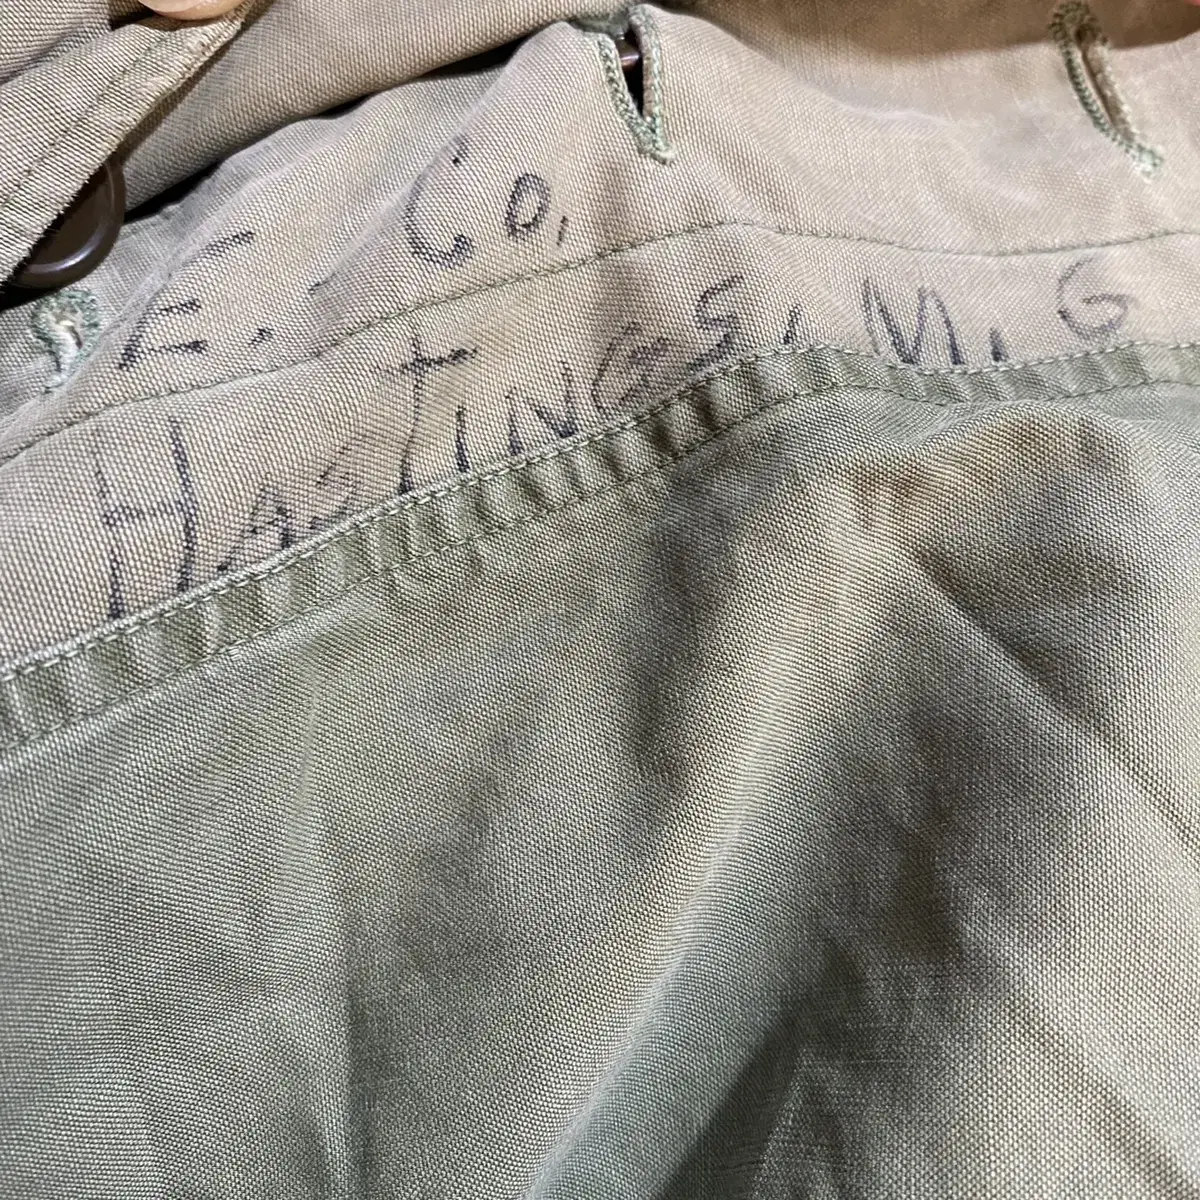 E. Co,
HASTINGS, M, G